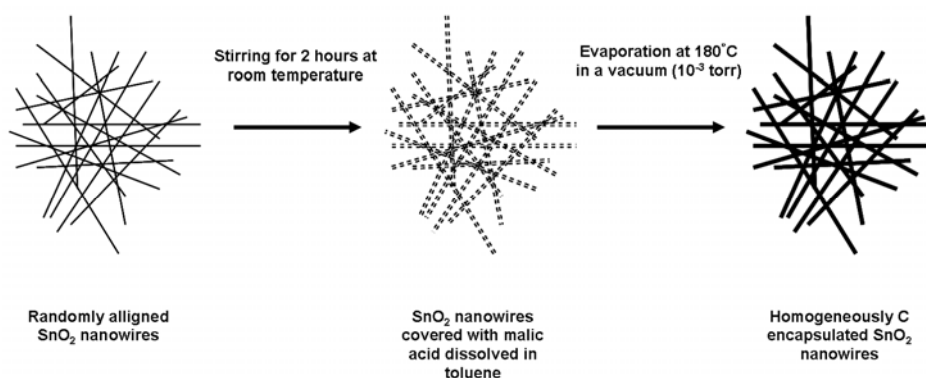 Stirring for 2 hours at
room temperature
Evaporation at 180°C
in a vacuum (10⁻³ torr)
Randomly alligned
SnO₂ nanowires
SnO₂ nanowires
covered with malic
acid dissolved in
toluene
Homogeneously C
encapsulated SnO₂
nanowires